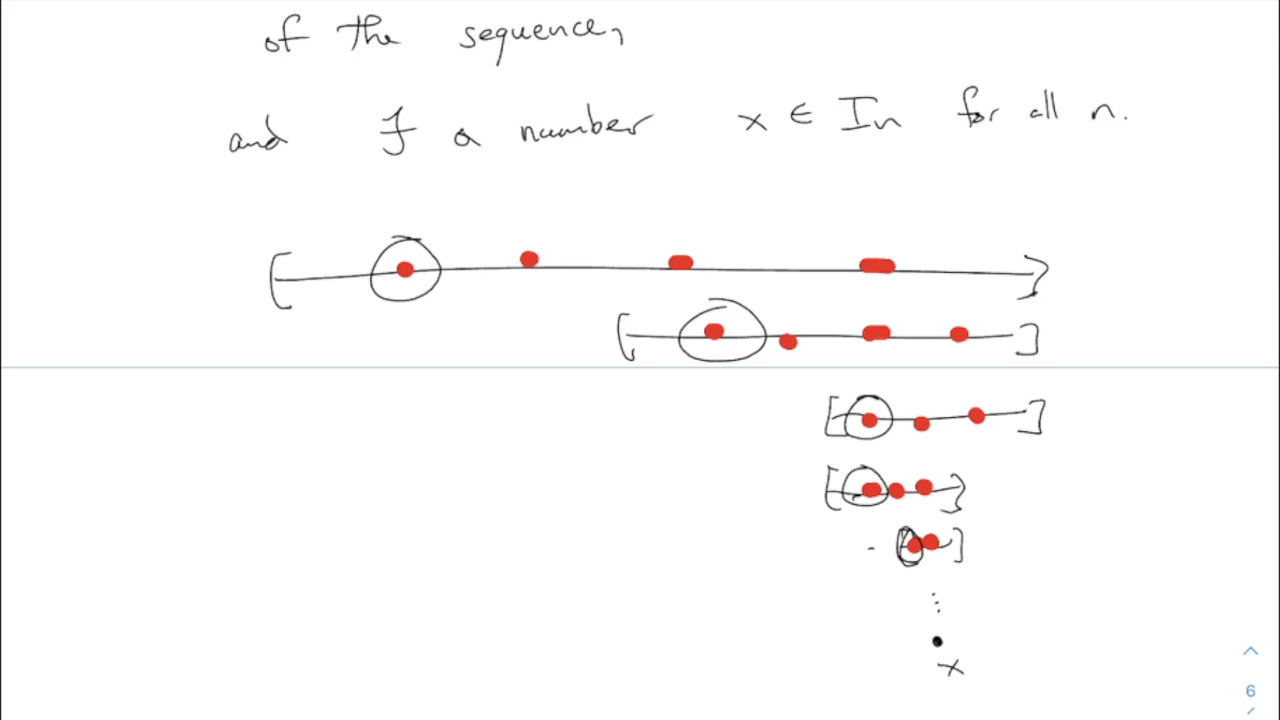 of the sequence,
and ∃ a number x ∈ In for all n.
x
6